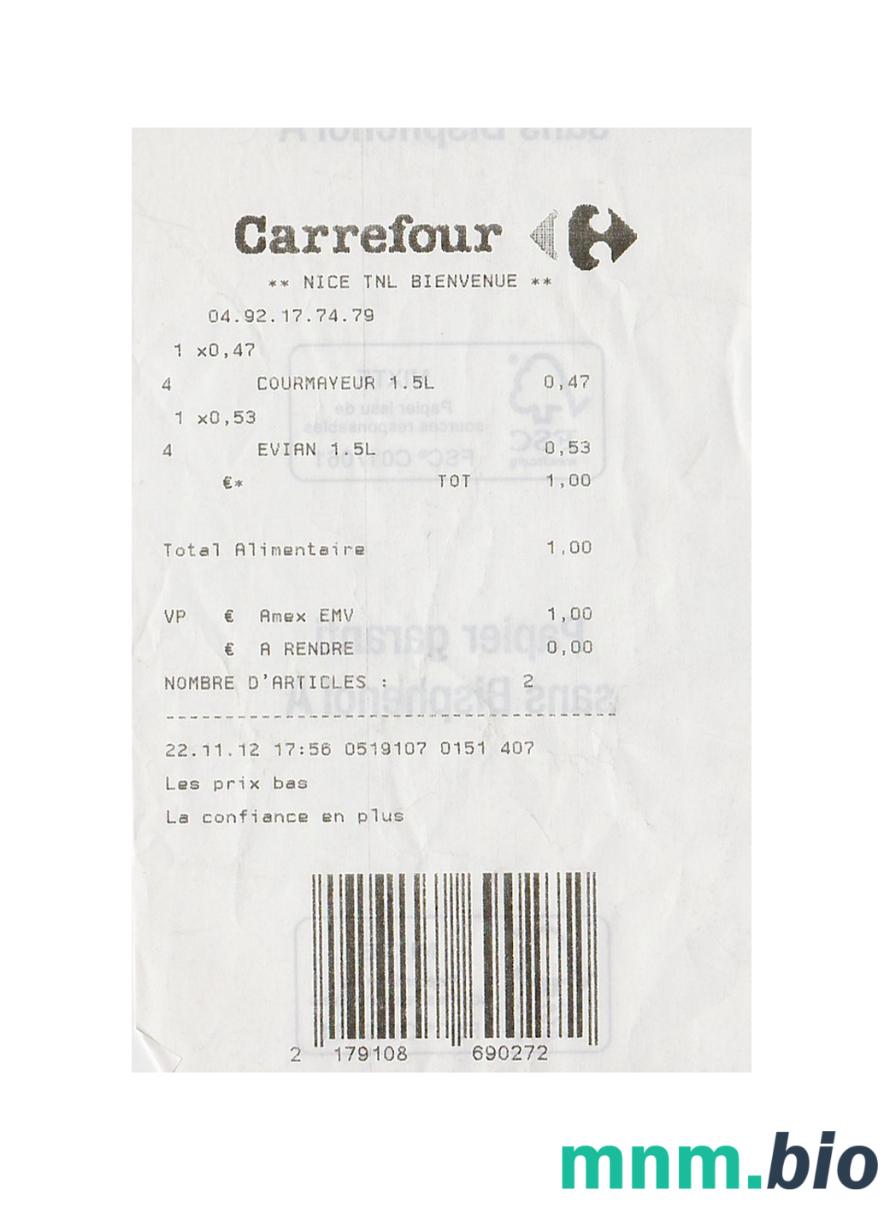 Carrefour
** NICE TNL BIENVENUE **
04.92.17.74.79
1 x0,47
4 COURMAYEUR 1.5L 0,47
1 x0,53
4 EVIAN 1.5L 0,53
€* TOT 1,00
Total Alimentaire 1,00
VP € Amex EMV 1,00
€ A RENDRE 0,00
NOMBRE D'ARTICLES : 2
22.11.12 17:56 0519107 0151 407
Les prix bas
La confiance en plus
2 179108 690272
mnm.bio